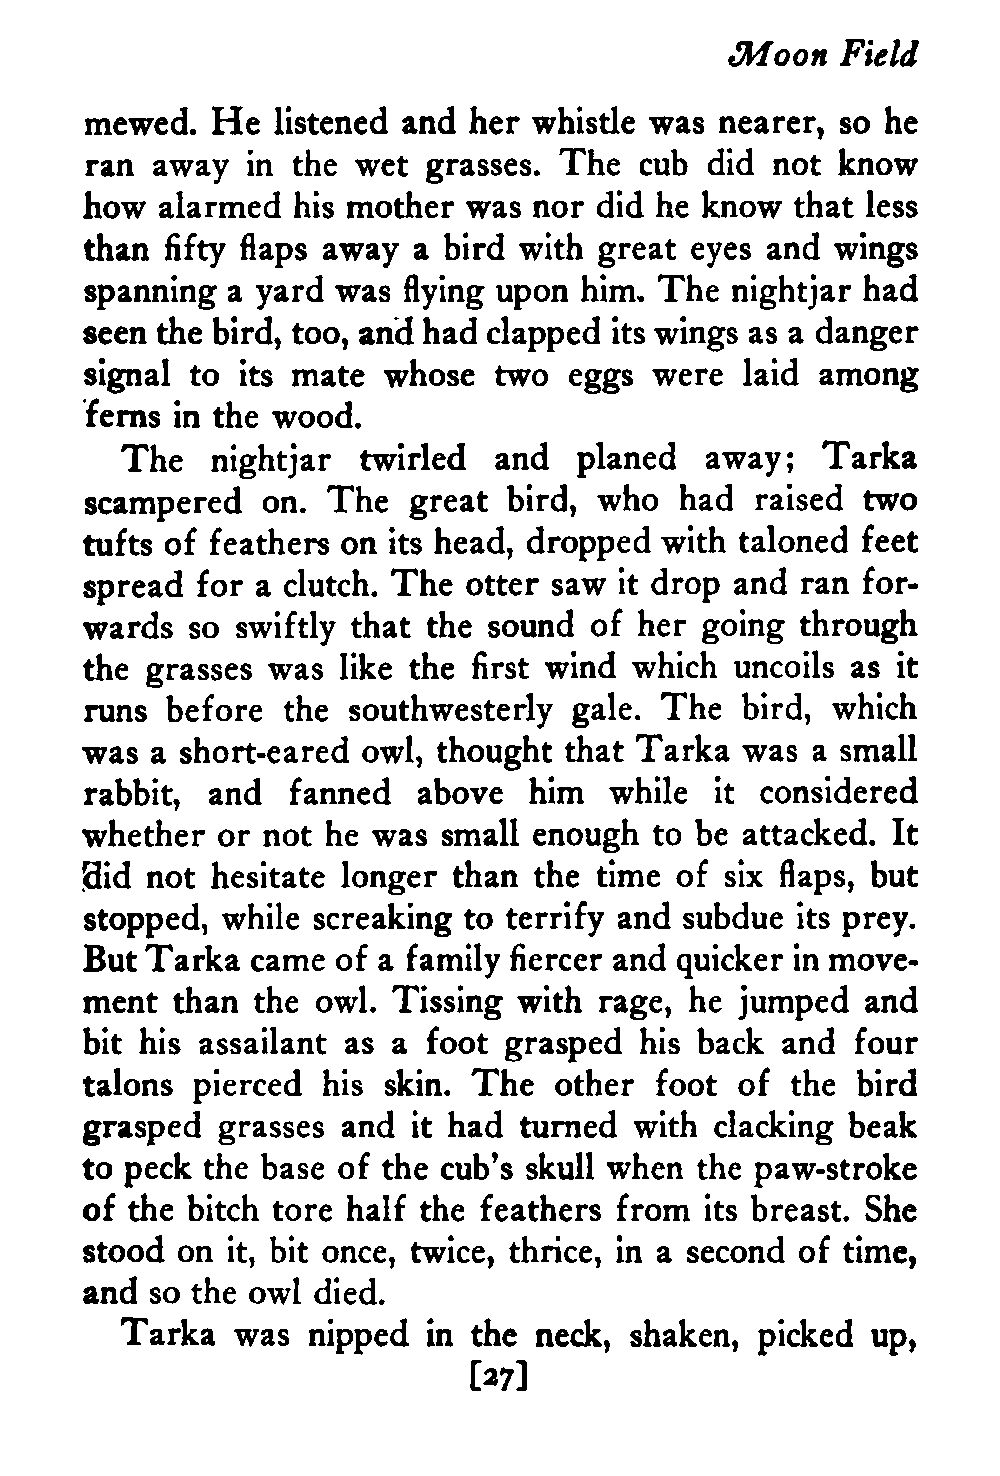 Moon Field
mewed. He listened and her whistle was nearer, so he
ran away in the wet grasses. The cub did not know
how alarmed his mother was nor did he know that less
than fifty flaps away a bird with great eyes and wings
spanning a yard was flying upon him. The nightjar had
seen the bird, too, and had clapped its wings as a danger
signal to its mate whose two eggs were laid among
ferns in the wood.
The nightjar twirled and planed away; Tarka
scampered on. The great bird, who had raised two
tufts of feathers on its head, dropped with taloned feet
spread for a clutch. The otter saw it drop and ran for-
wards so swiftly that the sound of her going through
the grasses was like the first wind which uncoils as it
runs before the southwesterly gale. The bird, which
was a short-eared owl, thought that Tarka was a small
rabbit, and fanned above him while it considered
whether or not he was small enough to be attacked. It
did not hesitate longer than the time of six flaps, but
stopped, while screaking to terrify and subdue its prey.
But Tarka came of a family fiercer and quicker in move-
ment than the owl. Tissing with rage, he jumped and
bit his assailant as a foot grasped his back and four
talons pierced his skin. The other foot of the bird
grasped grasses and it had turned with clacking beak
to peck the base of the cub's skull when the paw-stroke
of the bitch tore half the feathers from its breast. She
stood on it, bit once, twice, thrice, in a second of time,
and so the owl died.
Tarka was nipped in the neck, shaken, picked up,
[27]